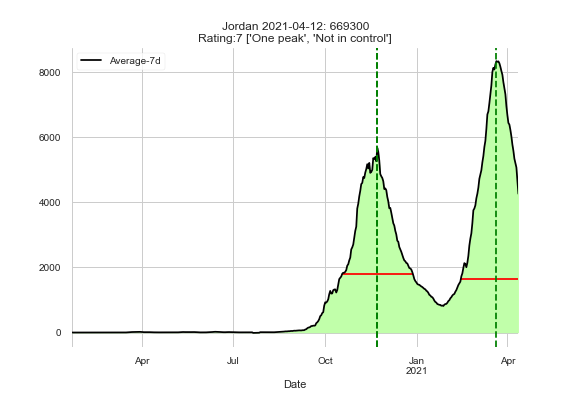 Jordan 2021-04-12: 669300
Rating:7 ['One peak', 'Not in control']
Average-7d
8000
6000
4000
2000
0
Apr
Jul
Oct
Jan
2021
Apr
Date